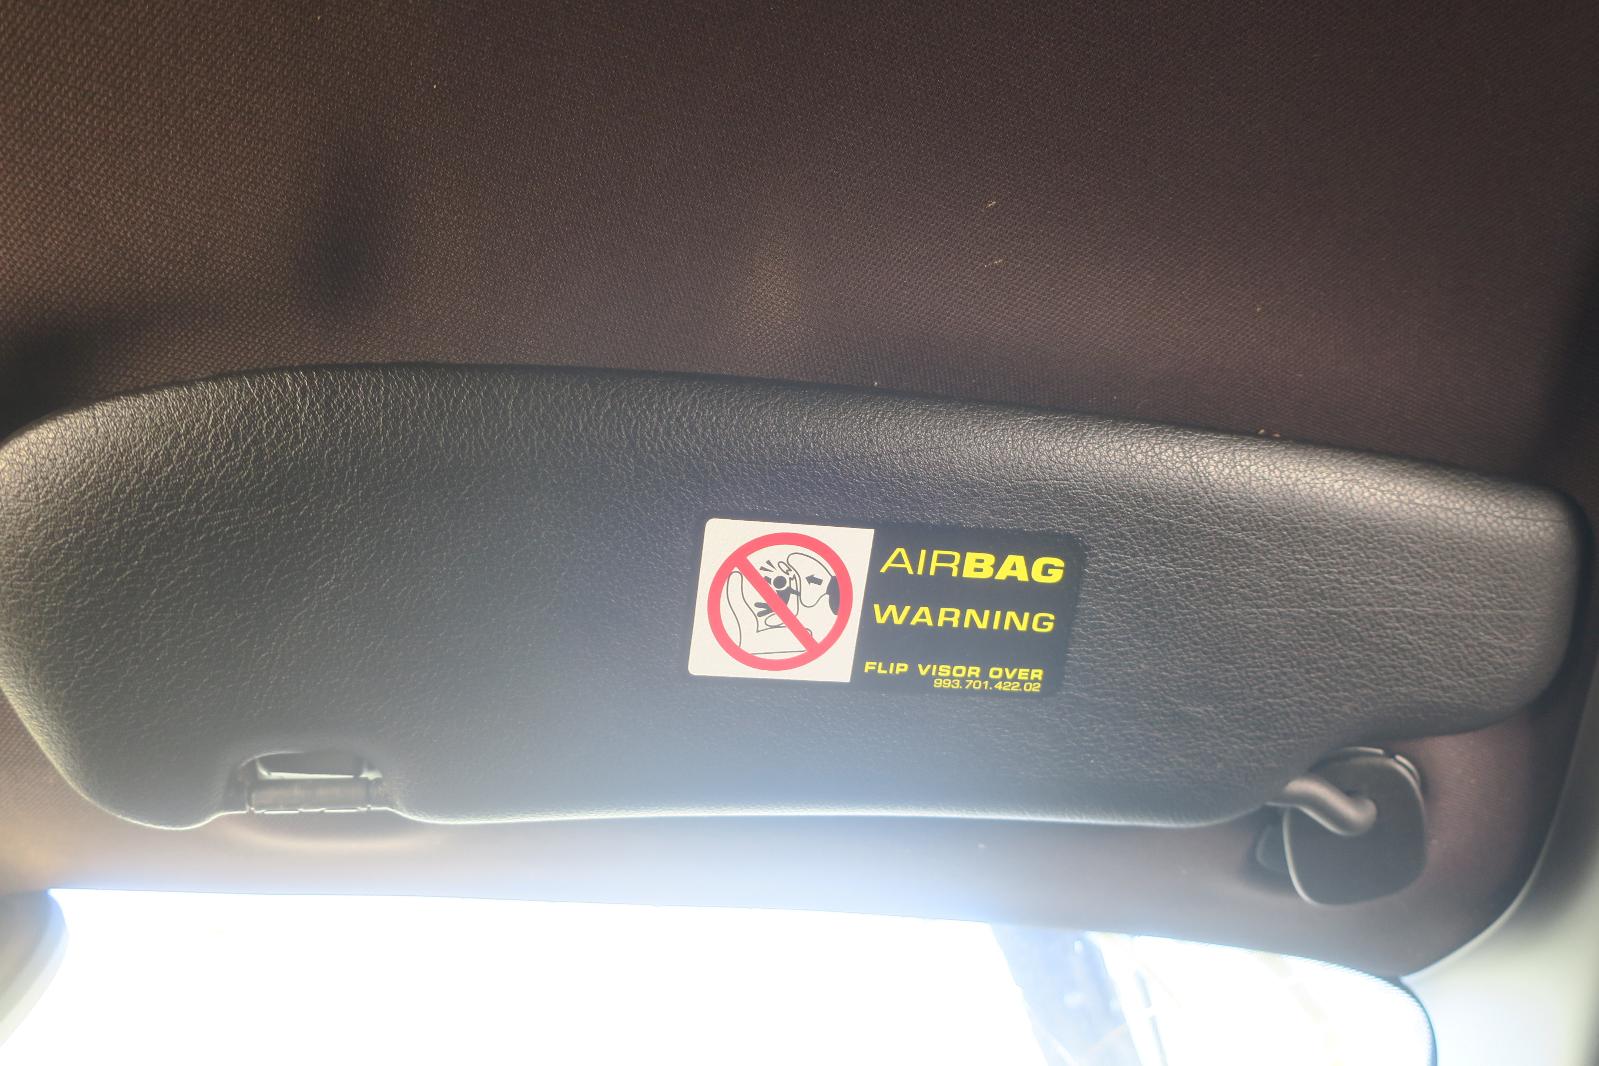 AIRBAG
WARNING
FLIP VISOR OVER
993.701.422.02